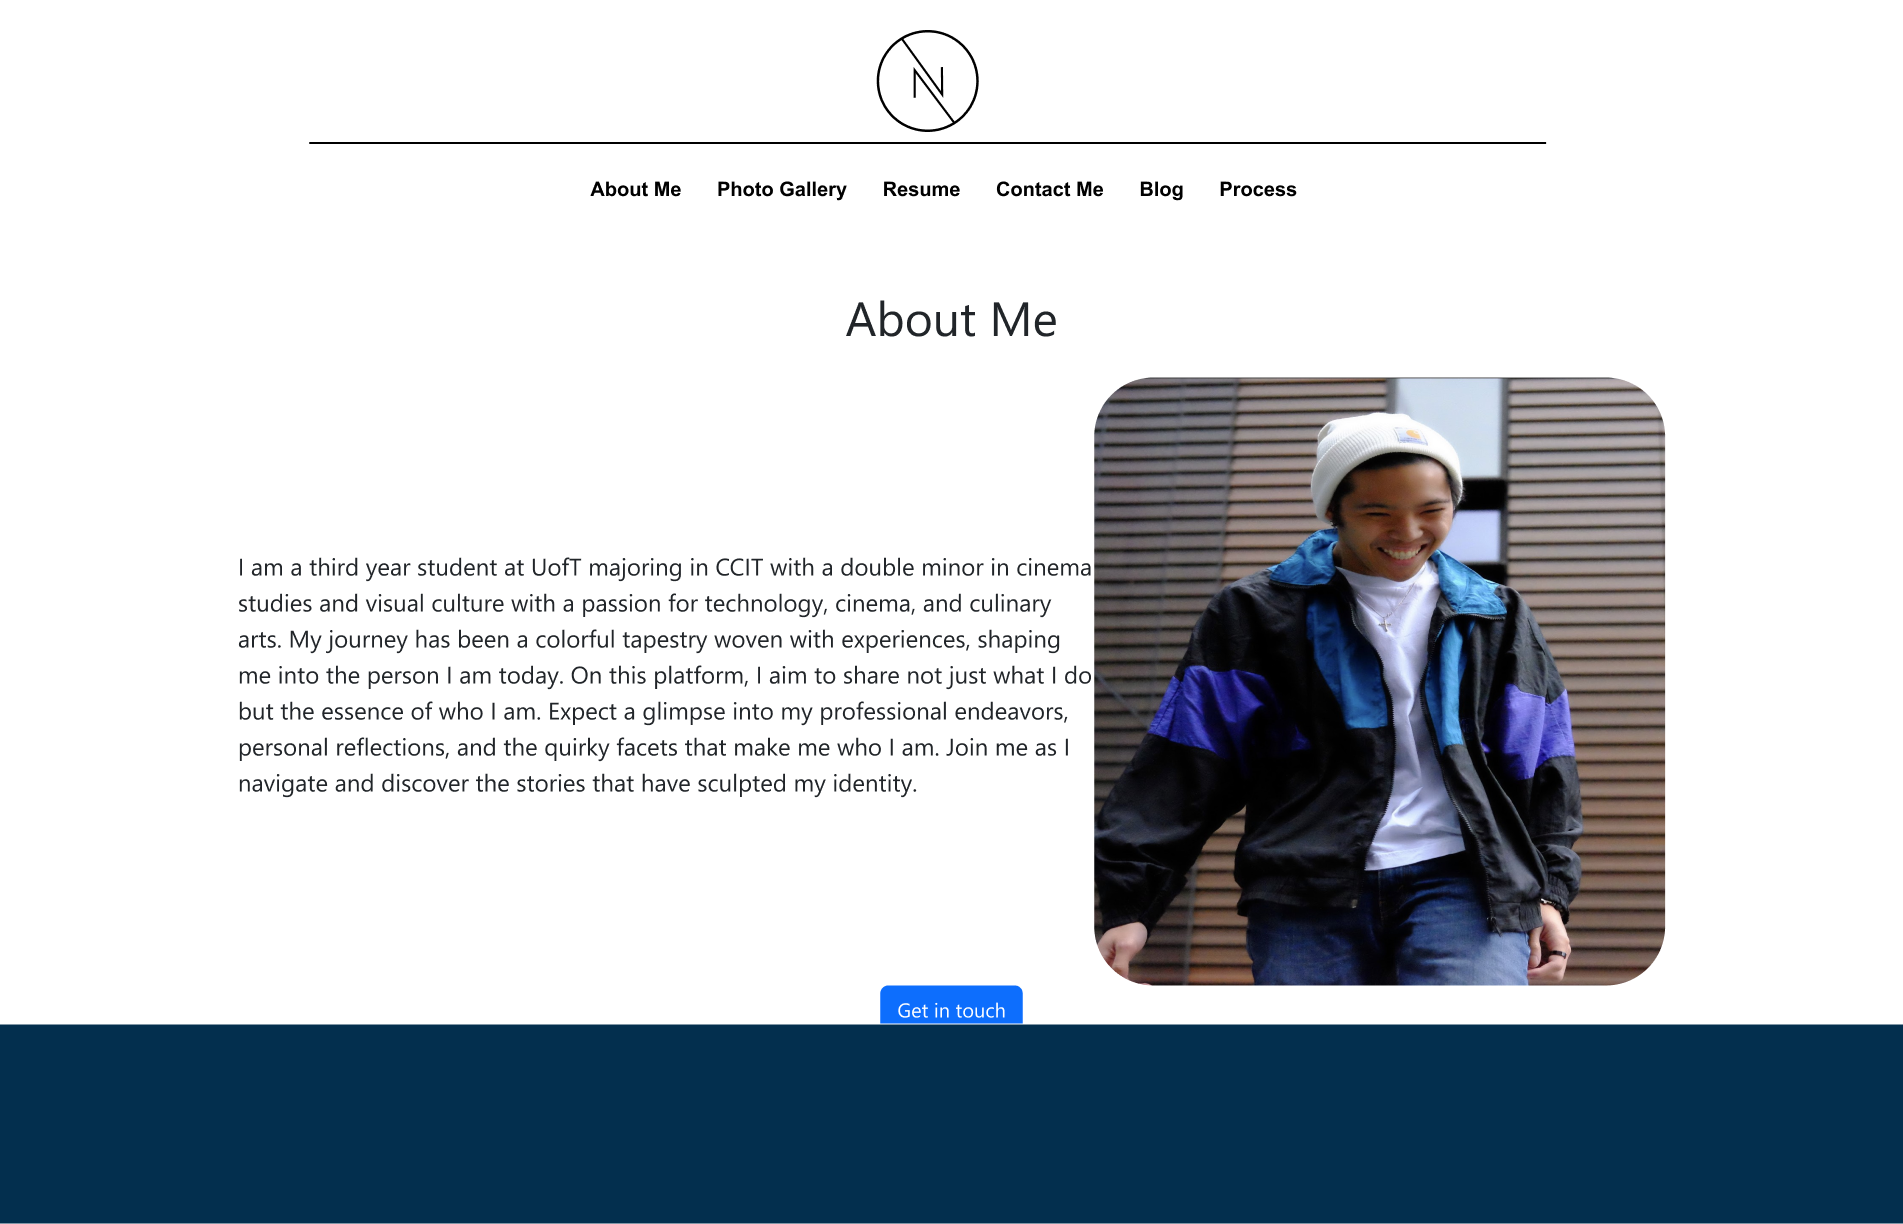 N
About Me Photo Gallery Resume Contact Me Blog Process
About Me
I am a third year student at UofT majoring in CCIT with a double minor in cinema
studies and visual culture with a passion for technology, cinema, and culinary
arts. My journey has been a colorful tapestry woven with experiences, shaping
me into the person I am today. On this platform, I aim to share not just what I do
but the essence of who I am. Expect a glimpse into my professional endeavors,
personal reflections, and the quirky facets that make me who I am. Join me as I
navigate and discover the stories that have sculpted my identity.
Get in touch